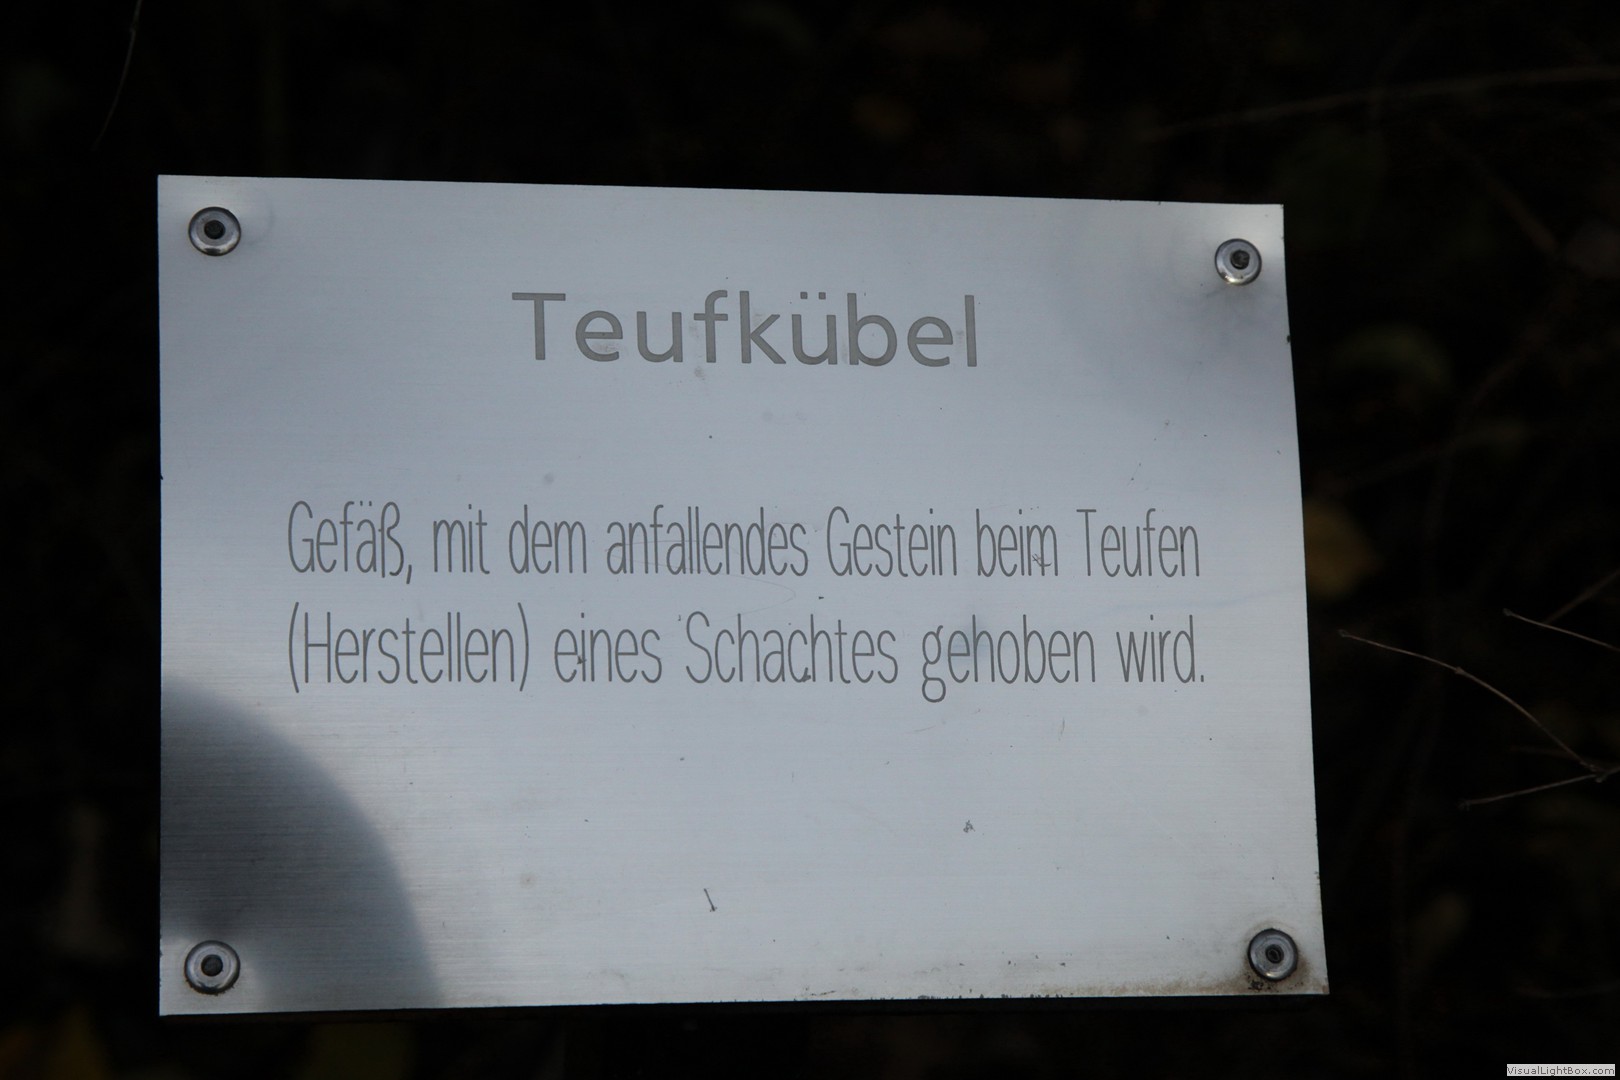 Teufkübel
Gefäß, mit dem anfallendes Gestein beim Teufen
(Herstellen) eines Schachtes gehoben wird.
VisualLightBox.com